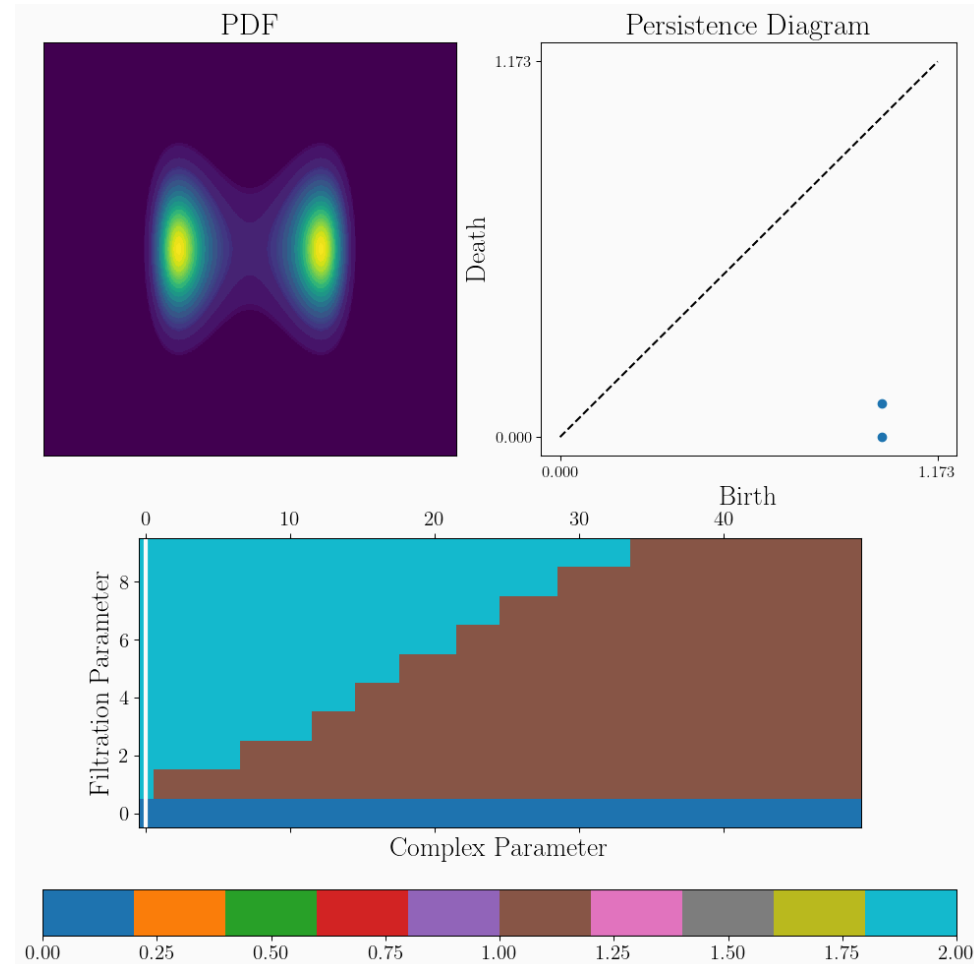 PDF
Persistence Diagram
1.173
Death
0.000
0.000 1.173
Birth
0 10 20 30 40
Filtration Parameter
8
6
4
2
0
Complex Parameter
0.00 0.25 0.50 0.75 1.00 1.25 1.50 1.75 2.00